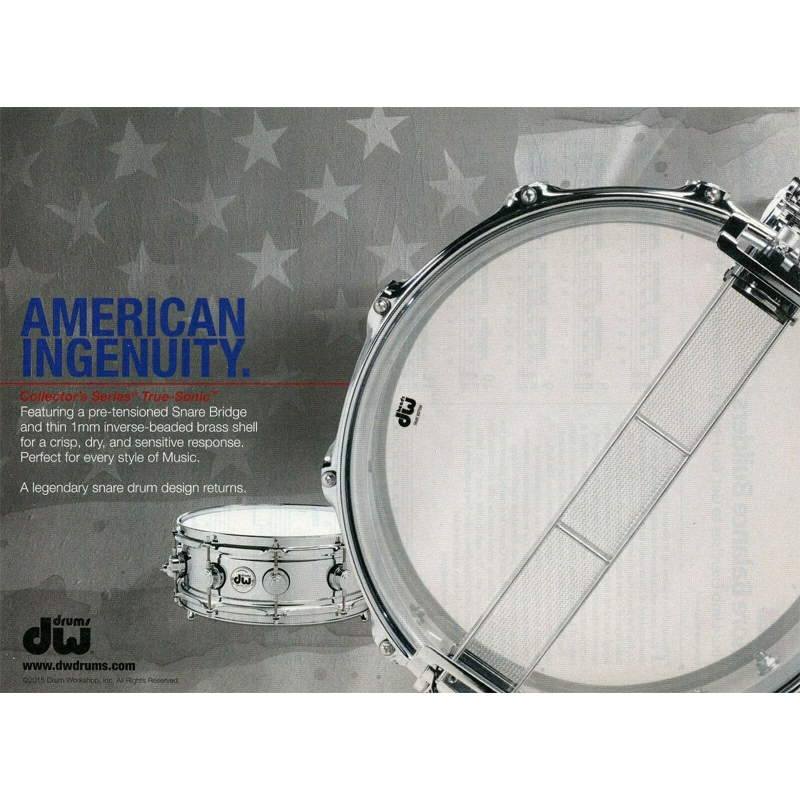 AMERICAN
INGENUITY.
Collector's Series® True-Sonic™
Featuring a pre-tensioned Snare Bridge
and thin 1mm inverse-beaded brass shell
for a crisp, dry, and sensitive response.
Perfect for every style of Music.
A legendary snare drum design returns.
dw
dw
drums
dw
www.dwdrums.com
©2015 Drum Workshop, Inc. All Rights Reserved.